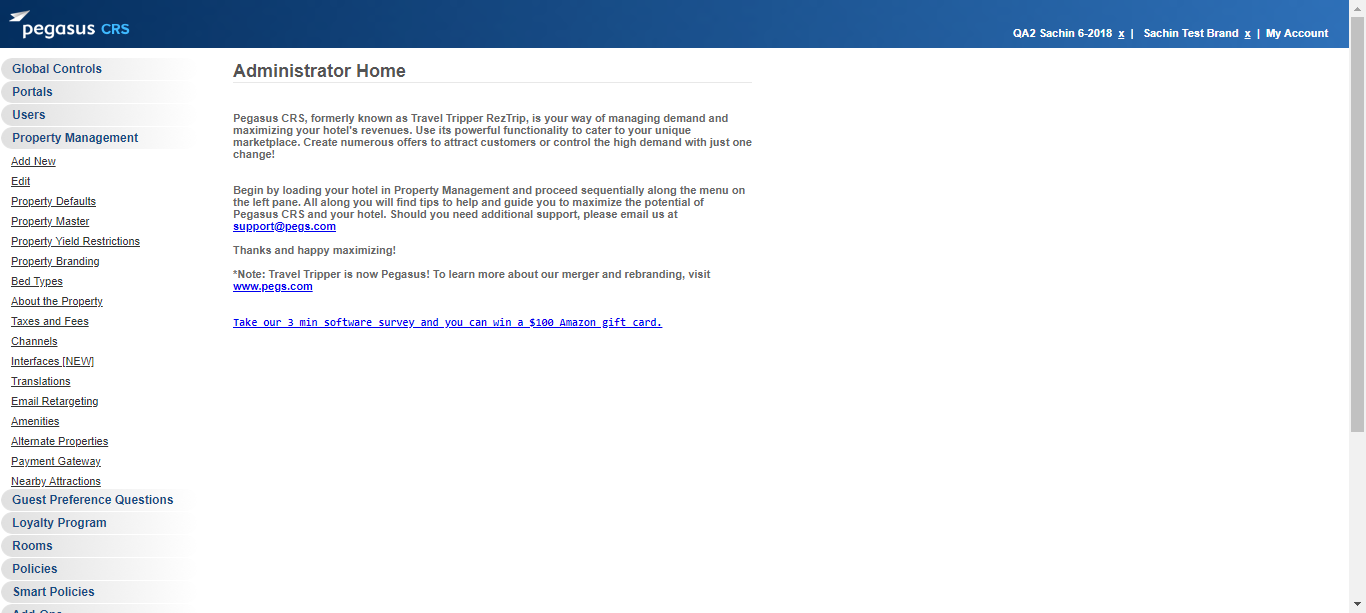 pegasus CRS
QA2 Sachin 6-2018 x | Sachin Test Brand x | My Account
Global Controls
Portals
Users
Property Management
Add New
Edit
Property Defaults
Property Master
Property Yield Restrictions
Property Branding
Bed Types
About the Property
Taxes and Fees
Channels
Interfaces [NEW]
Translations
Email Retargeting
Amenities
Alternate Properties
Payment Gateway
Nearby Attractions
Guest Preference Questions
Loyalty Program
Rooms
Policies
Smart Policies
Add Ons
Administrator Home
Pegasus CRS, formerly known as Travel Tripper RezTrip, is your way of managing demand and
maximizing your hotel's revenues. Use its powerful functionality to cater to your unique
marketplace. Create numerous offers to attract customers or control the high demand with just one
change!
Begin by loading your hotel in Property Management and proceed sequentially along the menu on
the left pane. All along you will find tips to help and guide you to maximize the potential of
Pegasus CRS and your hotel. Should you need additional support, please email us at
support@pegs.com
Thanks and happy maximizing!
*Note: Travel Tripper is now Pegasus! To learn more about our merger and rebranding, visit
www.pegs.com
Take our 3 min software survey and you can win a $100 Amazon gift card.